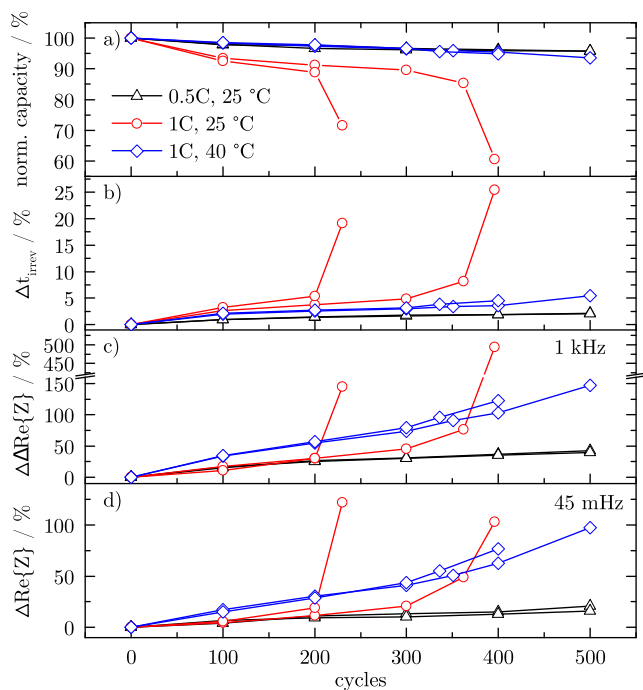 a)
norm. capacity / %
100
90
80
70
60
0.5C, 25 °C
1C, 25 °C
1C, 40 °C
b)
Δt_irrev / %
25
20
15
10
5
0
c)
1 kHz
ΔΔRe{Z} / %
500
450
150
100
50
0
d)
45 mHz
ΔRe{Z} / %
100
50
0
0 100 200 300 400 500
cycles